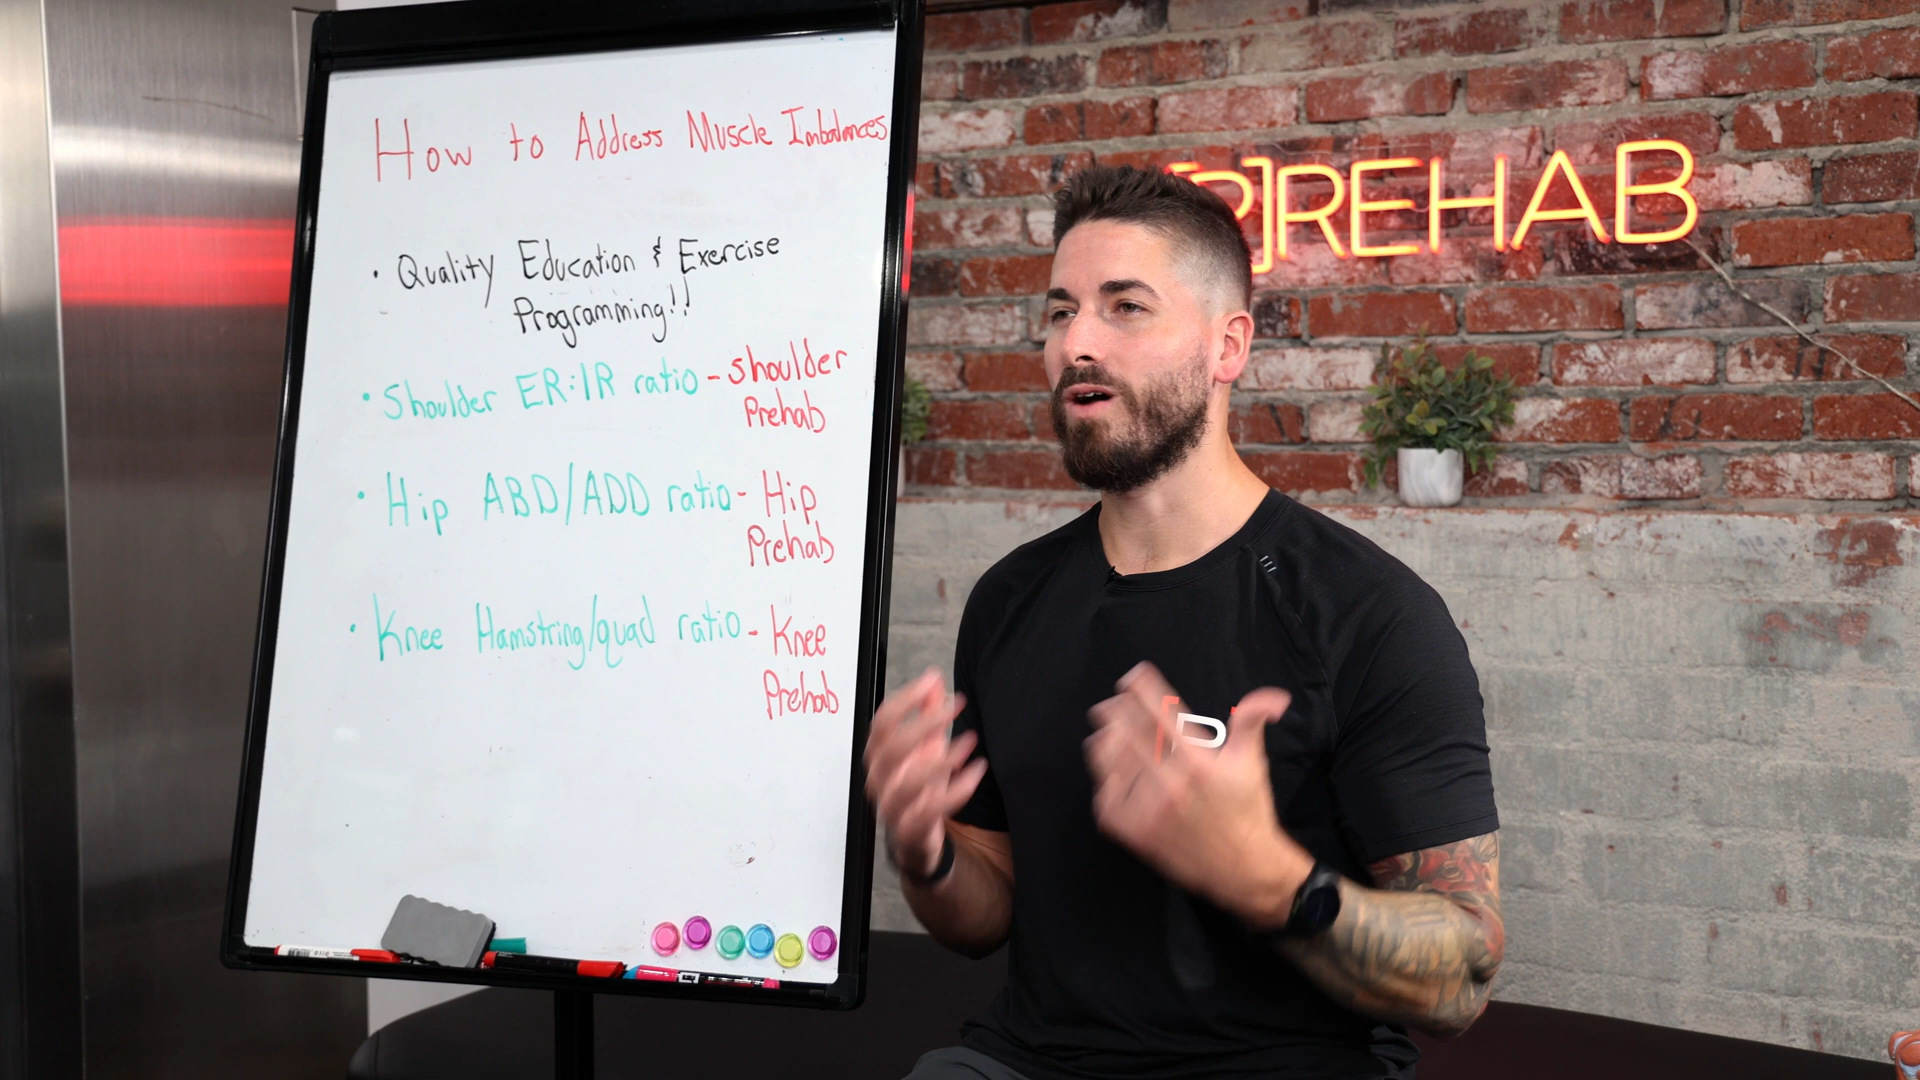 How to Address Muscle Imbalances
• Quality Education & Exercise
Programming!!
• Shoulder ER:IR ratio - Shoulder
Prehab
• Hip ABD/ADD ratio - Hip
Prehab
• Knee Hamstring/quad ratio - Knee
Prehab
[P]REHAB
[P]